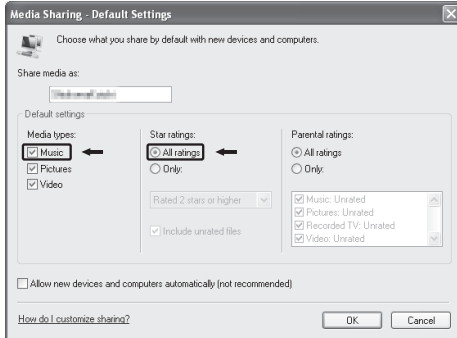 Media Sharing - Default Settings
Choose what you share by default with new devices and computers.
Share media as:
Default settings
Media types:
Music
Pictures
Video
Star ratings:
All ratings
Only:
Rated 2 stars or higher
Include unrated files
Parental ratings:
All ratings
Only:
Music: Unrated
Pictures: Unrated
Recorded TV: Unrated
Video: Unrated
Allow new devices and computers automatically (not recommended)
How do I customize sharing?
OK
Cancel